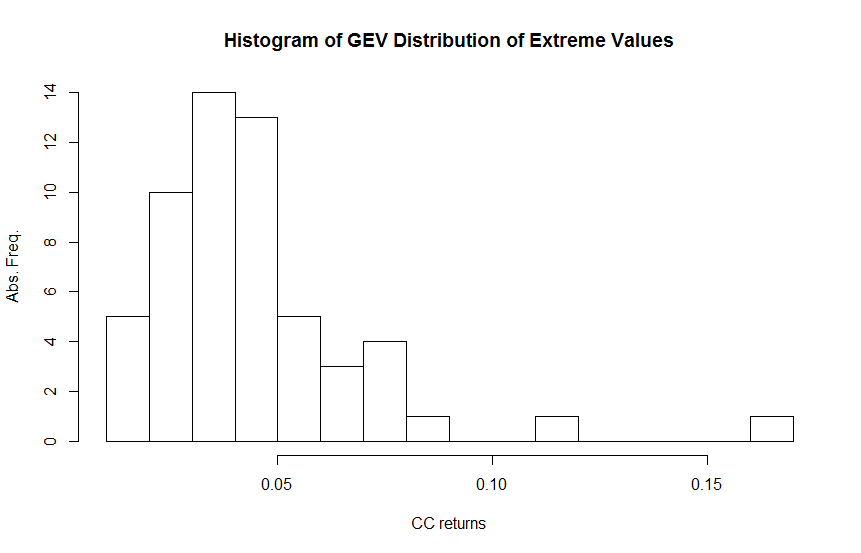 Histogram of GEV Distribution of Extreme Values
14
12
10
8
6
4
2
0
Abs. Freq.
0.05 0.10 0.15
CC returns